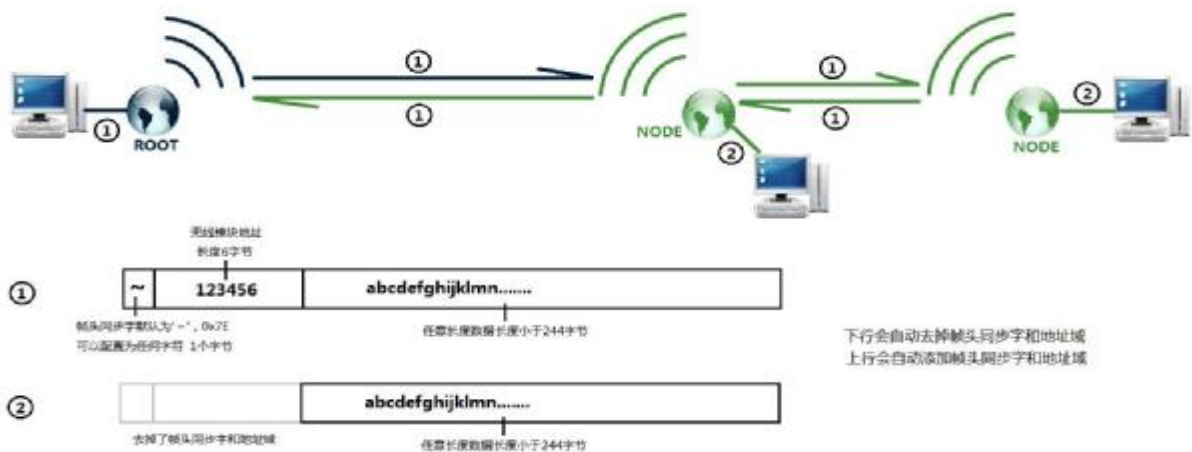 ① ① ②
① ①
① ROOT NODE ② NODE
无线模块地址
长度6字节
① ~ 123456 abcdefghijklmn.......
帧头同步字默认为'~'，0x7E
可以配置为任何字符 1个字节
任意长度数据长度小于244字节
下行会自动去掉帧头同步字和地址域
上行会自动添加帧头同步字和地址域
② abcdefghijklmn.......
去掉了帧头同步字和地址域
任意长度数据长度小于244字节